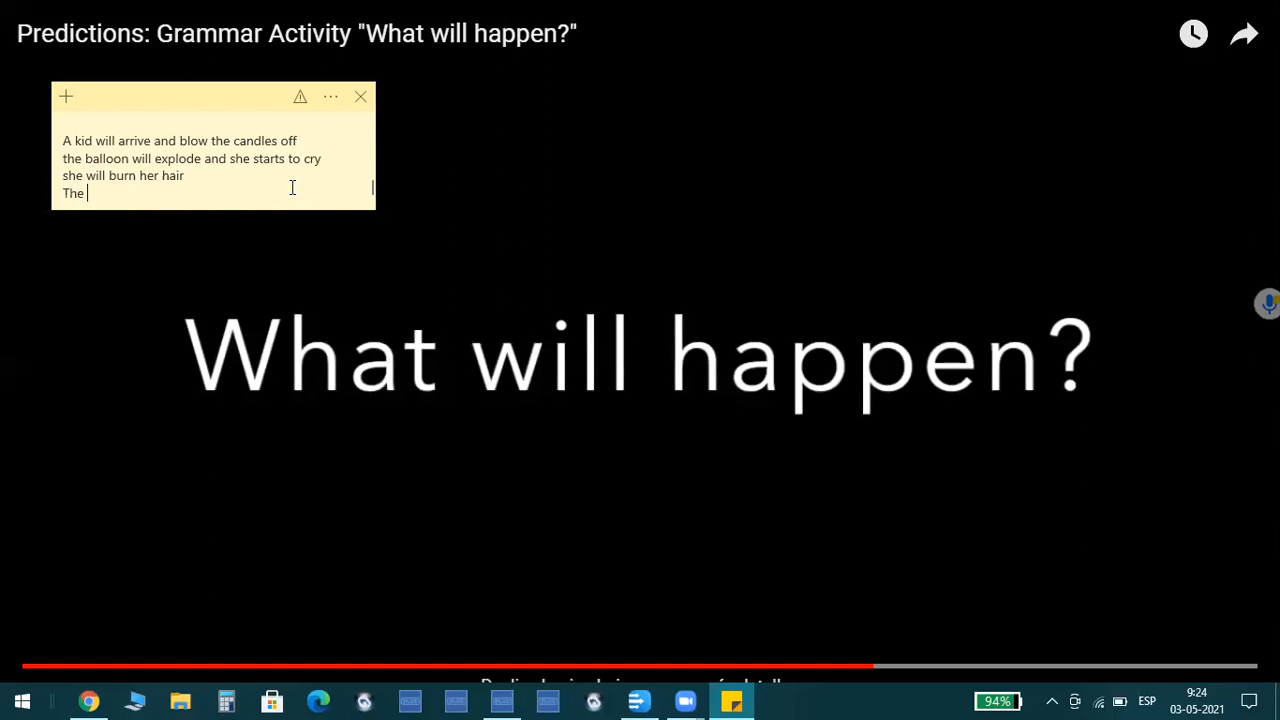 Predictions: Grammar Activity "What will happen?"
A kid will arrive and blow the candles off
the balloon will explode and she starts to cry
she will burn her hair
The
What will happen?
94%
ESP
9:24
03-05-2021